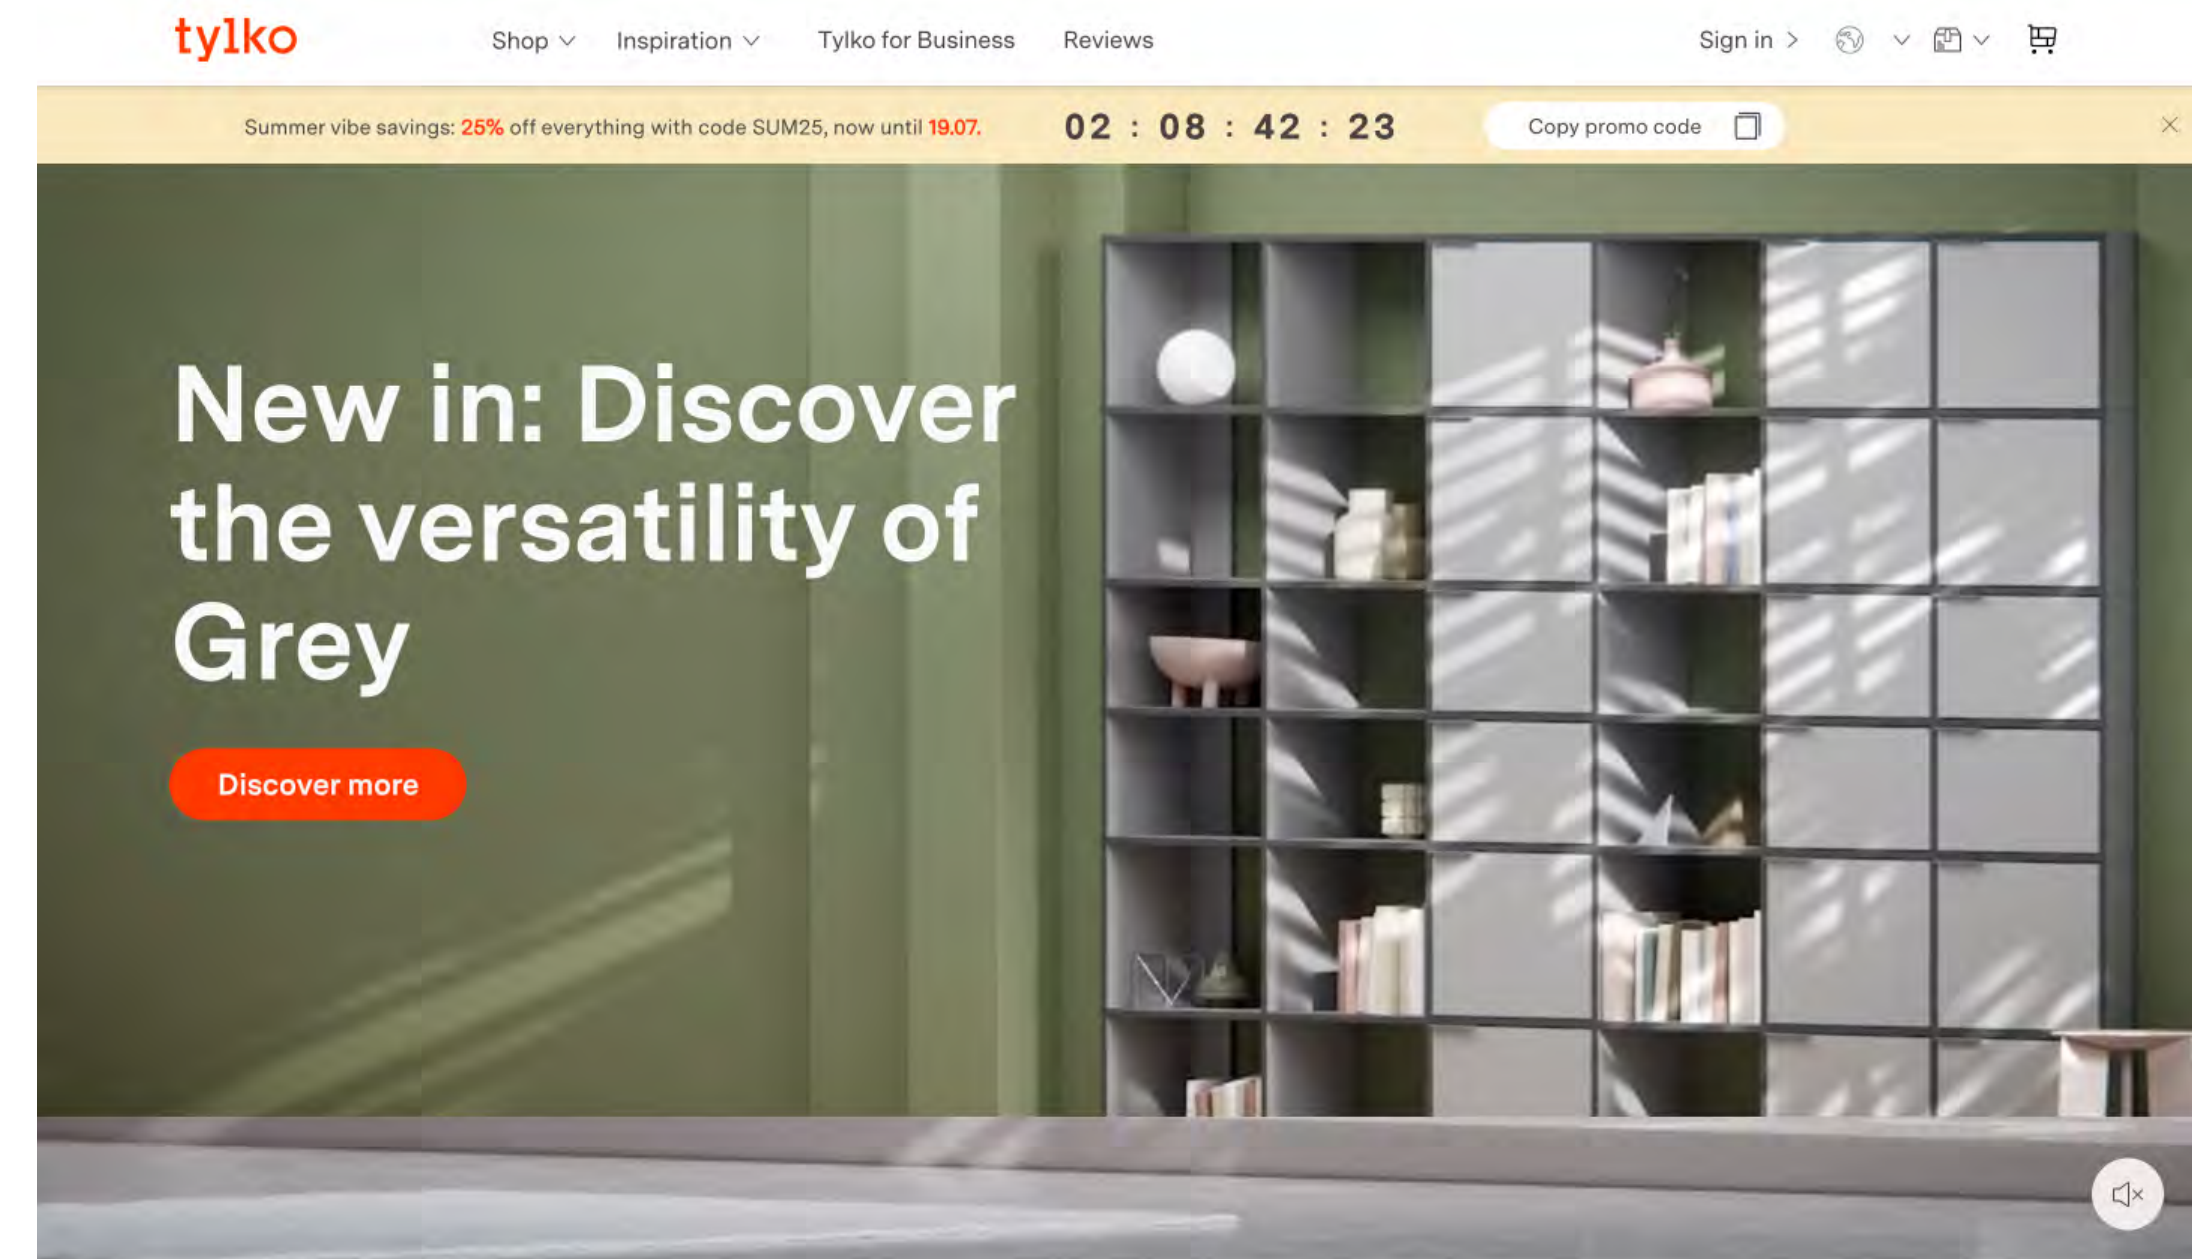 tylko
Shop
Inspiration
Tylko for Business
Reviews
Sign in
Summer vibe savings: 25% off everything with code SUM25, now until 19.07.
02 : 08 : 42 : 23
Copy promo code
New in: Discover
the versatility of
Grey
Discover more